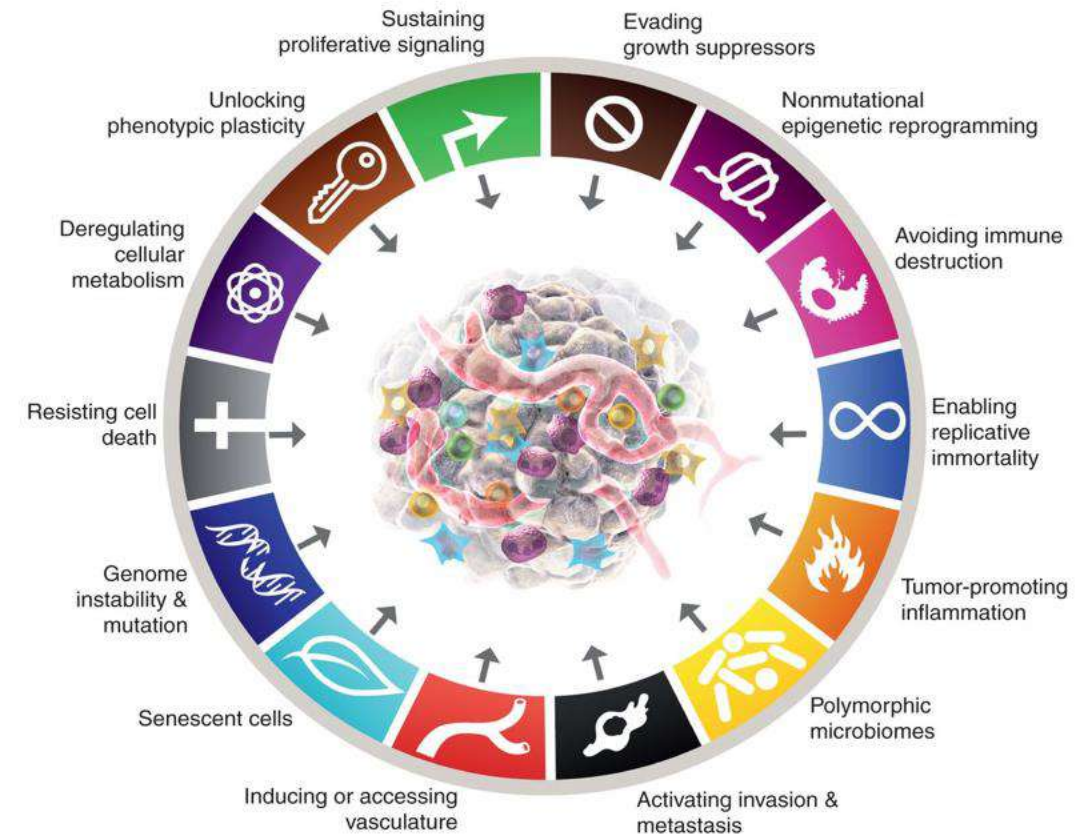 Sustaining
proliferative signaling
Evading
growth suppressors
Unlocking
phenotypic plasticity
Nonmutational
epigenetic reprogramming
Deregulating
cellular
metabolism
Avoiding immune
destruction
Resisting cell
death
Enabling
replicative
immortality
Genome
instability &
mutation
Tumor-promoting
inflammation
Senescent cells
Polymorphic
microbiomes
Inducing or accessing
vasculature
Activating invasion &
metastasis